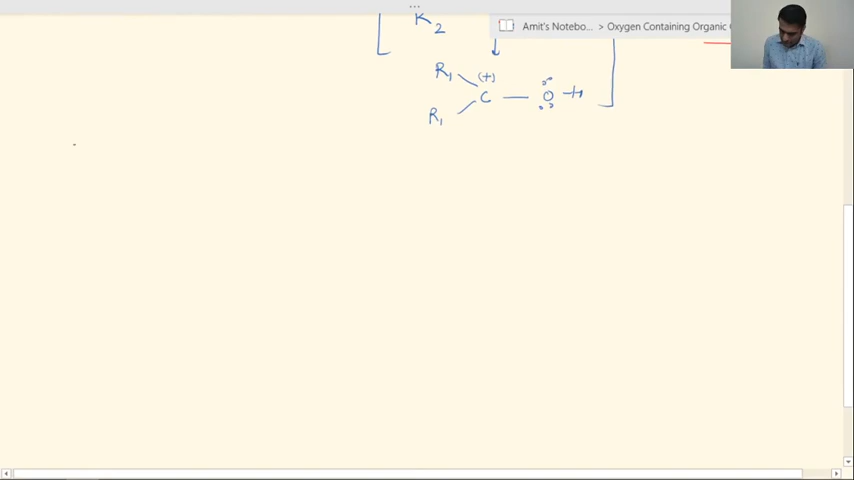 Amit's Notebo... > Oxygen Containing Organic
R2
R1 (+)
C — O H
R1